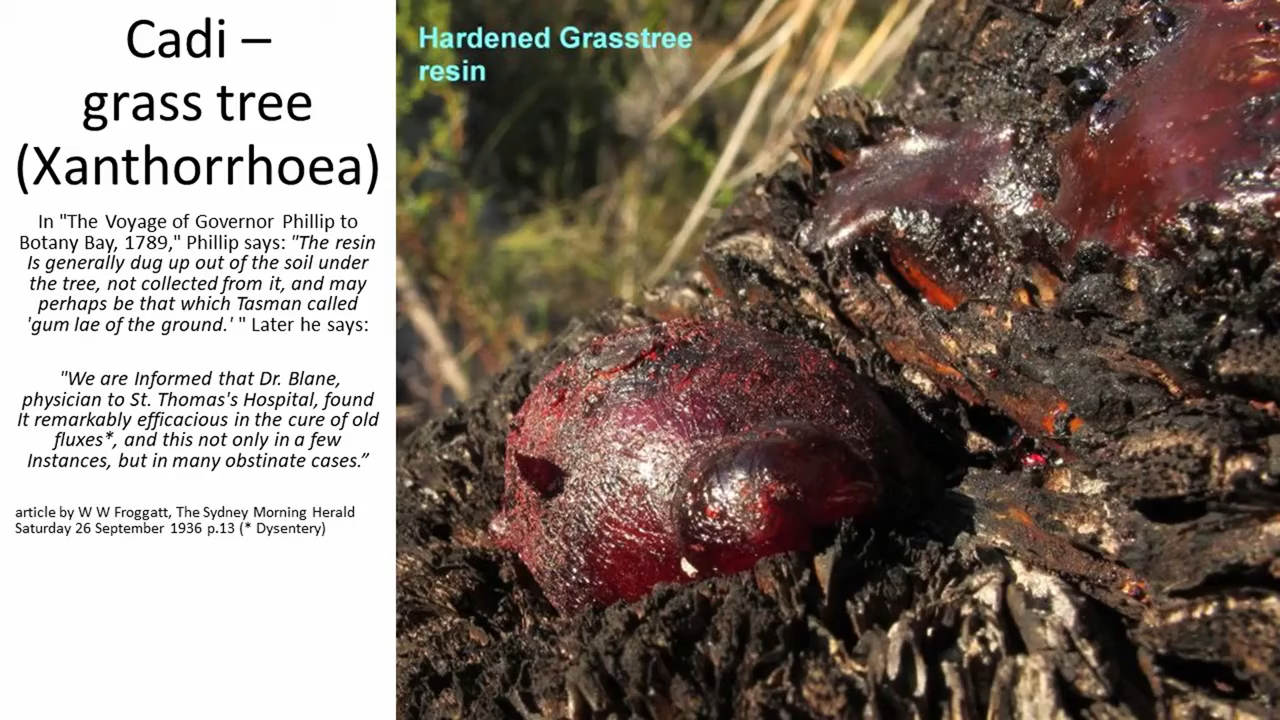 Cadi –
grass tree
(Xanthorrhoea)
In "The Voyage of Governor Phillip to
Botany Bay, 1789," Phillip says: "The resin
Is generally dug up out of the soil under
the tree, not collected from it, and may
perhaps be that which Tasman called
'gum lae of the ground.' " Later he says:
"We are Informed that Dr. Blane,
physician to St. Thomas's Hospital, found
It remarkably efficacious in the cure of old
fluxes*, and this not only in a few
Instances, but in many obstinate cases.”
article by W W Froggatt, The Sydney Morning Herald
Saturday 26 September 1936 p.13 (* Dysentery)
Hardened Grasstree
resin